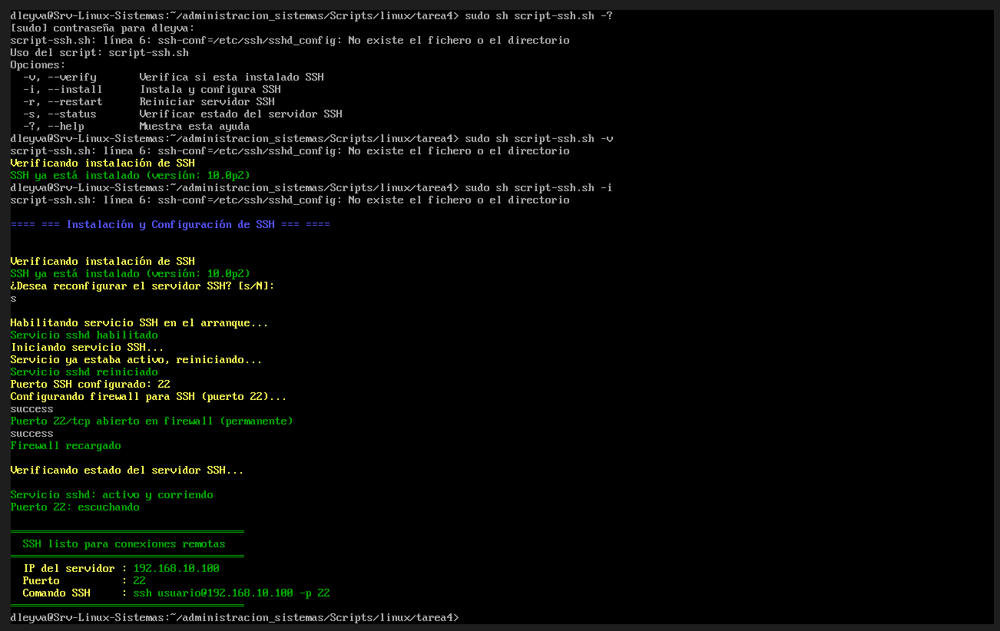 dleyva@Srv-Linux-Sistemas:~/administracion_sistemas/Scripts/linux/tarea4> sudo sh script-ssh.sh -?
[sudo] contraseña para dleyva:
script-ssh.sh: línea 6: ssh-conf=/etc/ssh/sshd_config: No existe el fichero o el directorio
Uso del script: script-ssh.sh
Opciones:
  -v, --verify       Verifica si esta instalado SSH
  -i, --install      Instala y configura SSH
  -r, --restart      Reiniciar servidor SSH
  -s, --status       Verificar estado del servidor SSH
  -?, --help         Muestra esta ayuda
dleyva@Srv-Linux-Sistemas:~/administracion_sistemas/Scripts/linux/tarea4> sudo sh script-ssh.sh -v
script-ssh.sh: línea 6: ssh-conf=/etc/ssh/sshd_config: No existe el fichero o el directorio
Verificando instalación de SSH
SSH ya está instalado (versión: 10.0p2)
dleyva@Srv-Linux-Sistemas:~/administracion_sistemas/Scripts/linux/tarea4> sudo sh script-ssh.sh -i
script-ssh.sh: línea 6: ssh-conf=/etc/ssh/sshd_config: No existe el fichero o el directorio
==== === Instalación y Configuración de SSH === ====
Verificando instalación de SSH
SSH ya está instalado (versión: 10.0p2)
¿Desea reconfigurar el servidor SSH? [s/N]:
s
Habilitando servicio SSH en el arranque...
Servicio sshd habilitado
Iniciando servicio SSH...
Servicio ya estaba activo, reiniciando...
Servicio sshd reiniciado
Puerto SSH configurado: 22
Configurando firewall para SSH (puerto 22)...
success
Puerto 22/tcp abierto en firewall (permanente)
success
Firewall recargado
Verificando estado del servidor SSH...
Servicio sshd: activo y corriendo
Puerto 22: escuchando
  SSH listo para conexiones remotas
  IP del servidor : 192.168.10.100
  Puerto          : 22
  Comando SSH     : ssh usuario@192.168.10.100 -p 22
dleyva@Srv-Linux-Sistemas:~/administracion_sistemas/Scripts/linux/tarea4>